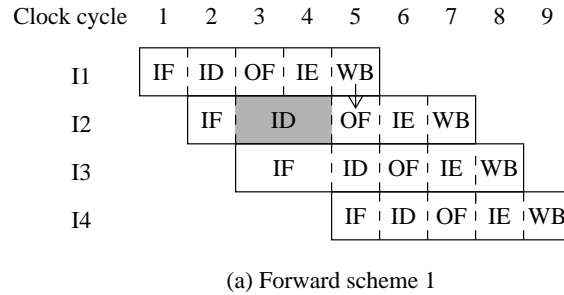 Clock cycle 1 2 3 4 5 6 7 8 9
I1 IF ID OF IE WB
I2 IF ID OF IE WB
I3 IF ID OF IE WB
I4 IF ID OF IE WB
(a) Forward scheme 1